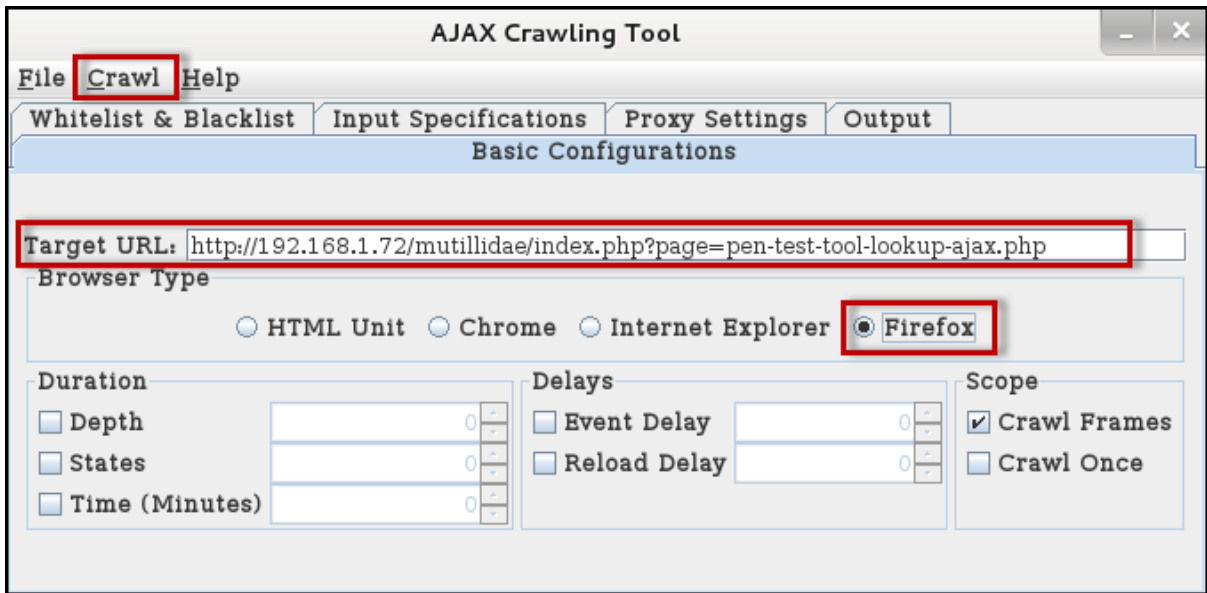 AJAX Crawling Tool
File Crawl Help
Whitelist & Blacklist Input Specifications Proxy Settings Output
Basic Configurations
Target URL: http://192.168.1.72/mutillidae/index.php?page=pen-test-tool-lookup-ajax.php
Browser Type
HTML Unit Chrome Internet Explorer Firefox
Duration Delays Scope
Depth 0 Event Delay 0 Crawl Frames
States 0 Reload Delay 0 Crawl Once
Time (Minutes) 0